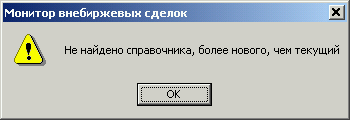 Монитор внебиржевых сделок
Не найдено справочника, более нового, чем текущий
OK